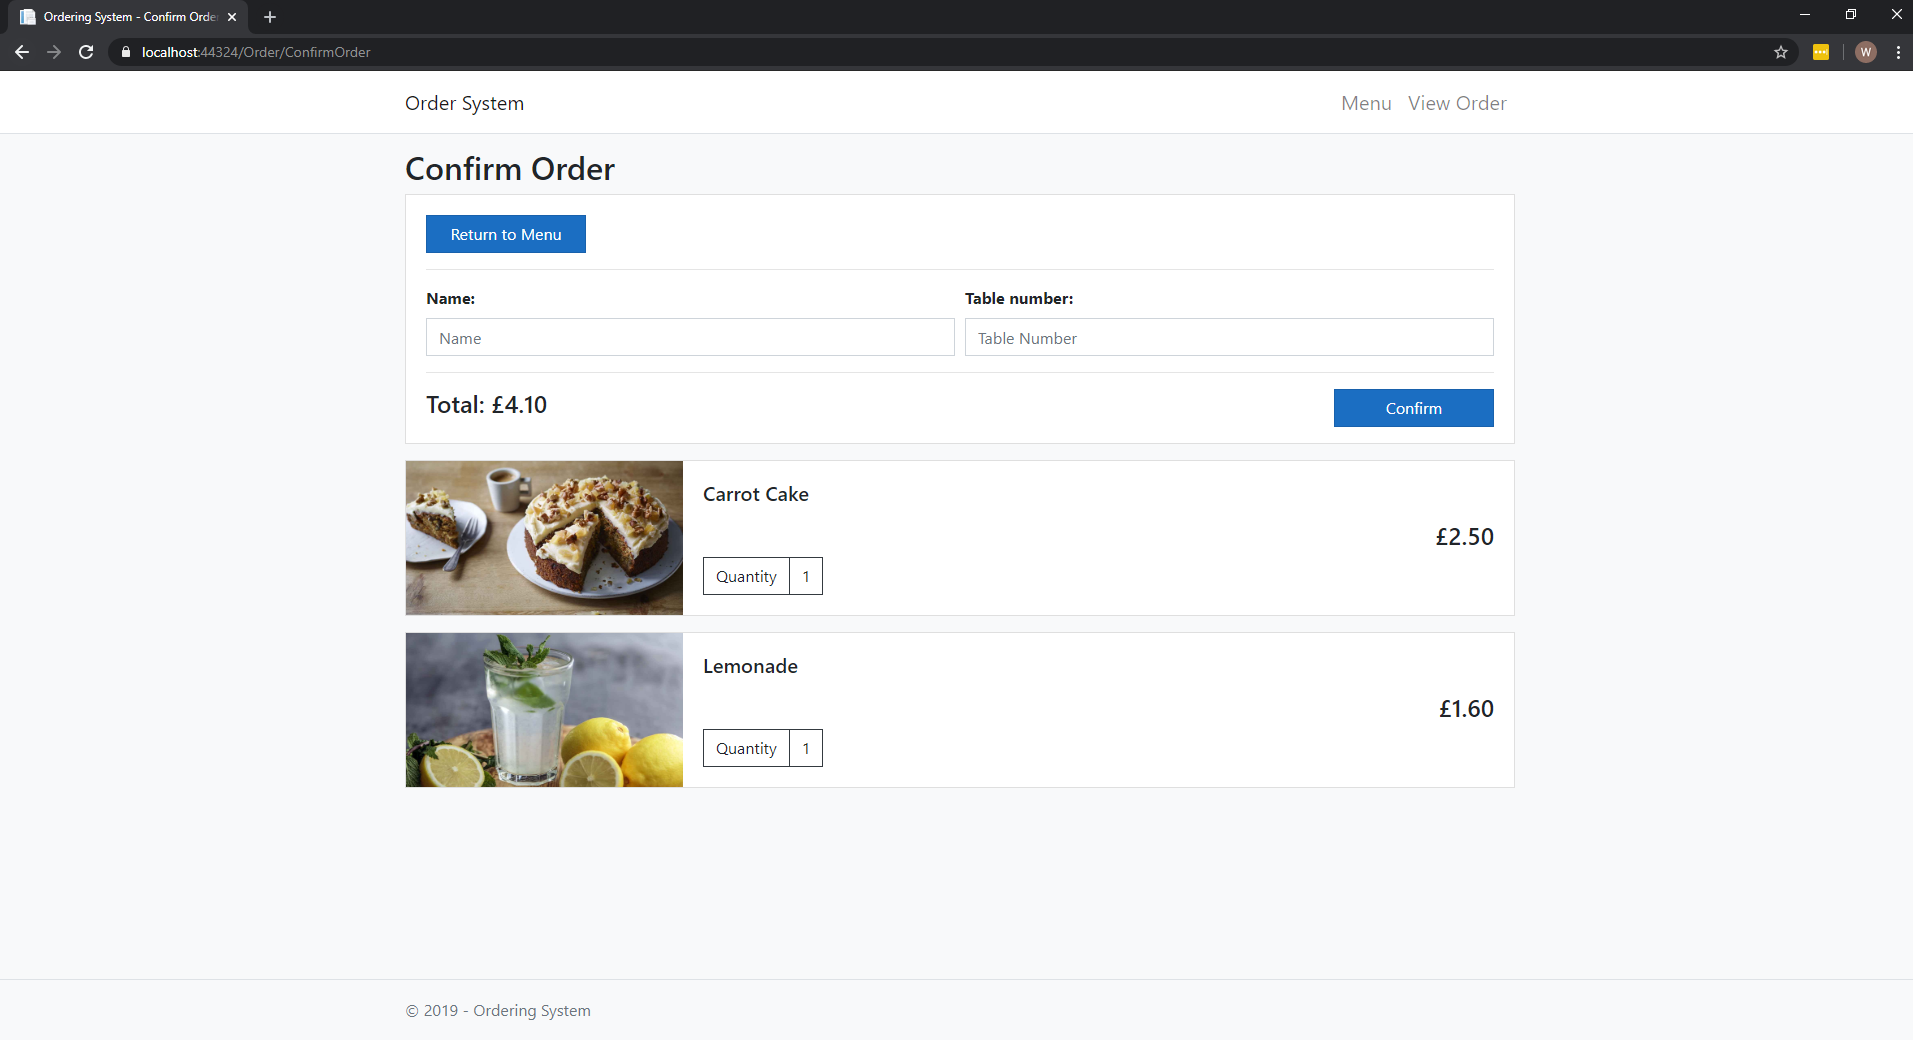 Ordering System - Confirm Orde
localhost:44324/Order/ConfirmOrder
W
Order System
Menu View Order
Confirm Order
Return to Menu
Name: Table number:
Name Table Number
Total: £4.10 Confirm
Carrot Cake
£2.50
Quantity 1
Lemonade
£1.60
Quantity 1
© 2019 - Ordering System